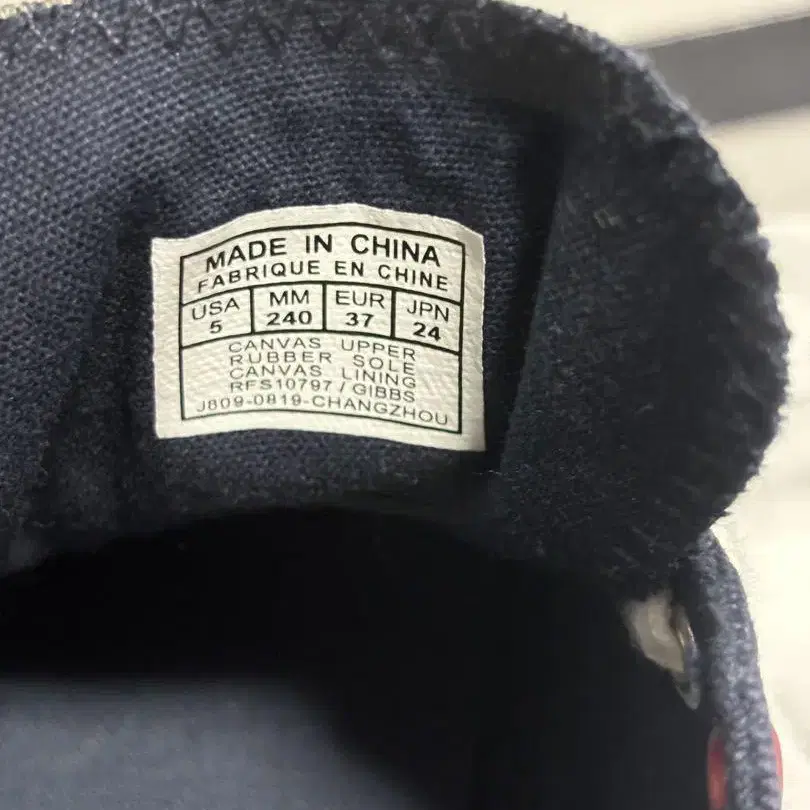 MADE IN CHINA
FABRIQUE EN CHINE
USA MM EUR JPN
5 240 37 24
CANVAS UPPER
RUBBER SOLE
CANVAS LINING
RFS10797/GIBBS
J809-0819-CHANGZHOU